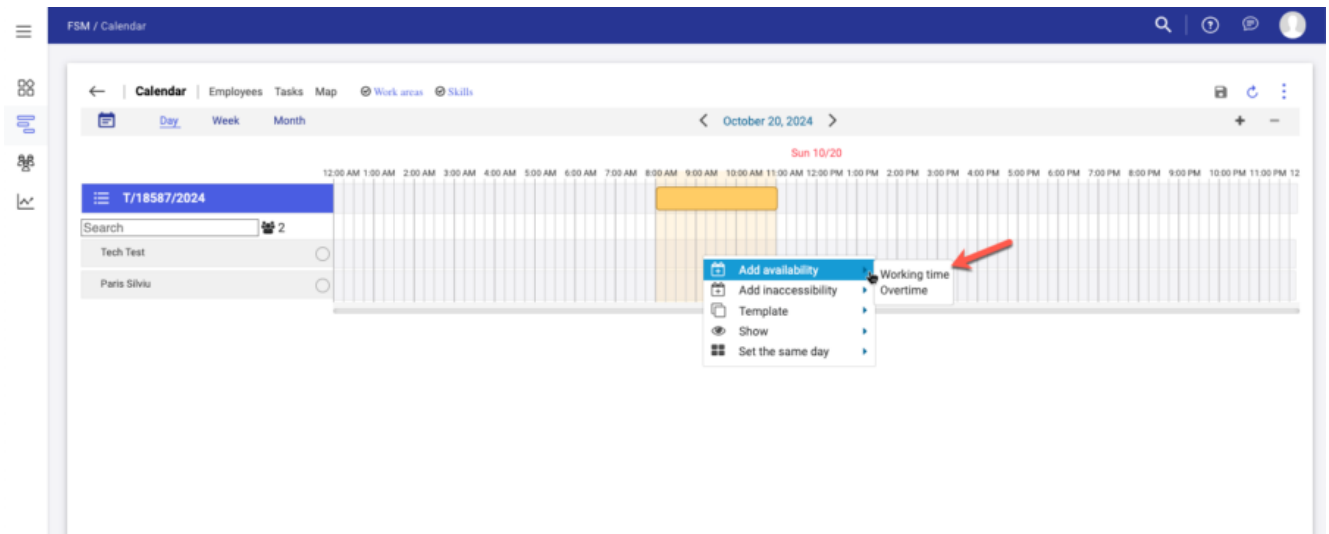 FSM / Calendar
Calendar Employees Tasks Map Work areas Skills
Day Week Month October 20, 2024
Sun 10/20
12:00 AM 1:00 AM 2:00 AM 3:00 AM 4:00 AM 5:00 AM 6:00 AM 7:00 AM 8:00 AM 9:00 AM 10:00 AM 11:00 AM 12:00 PM 1:00 PM 2:00 PM 3:00 PM 4:00 PM 5:00 PM 6:00 PM 7:00 PM 8:00 PM 9:00 PM 10:00 PM 11:00 PM 12
T/18587/2024
Search 2
Tech Test
Paris Silviu
Add availability
Add inaccessibility
Template
Show
Set the same day
Working time
Overtime